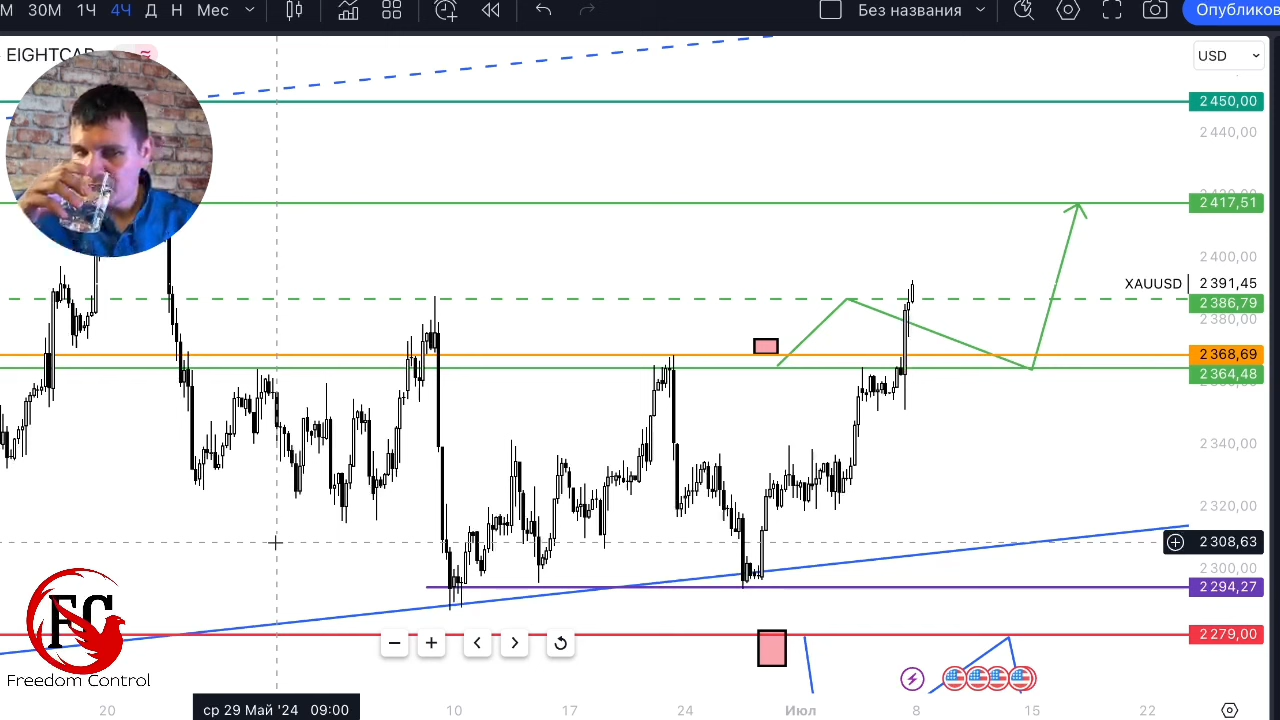 М 30М 1Ч 4Ч Д Н Мес Без названия Опубликов
EIGHTCAP
USD
2 450,00
2 440,00
2 417,51
2 400,00
XAUUSD 2 391,45
2 386,79
2 380,00
2 368,69
2 364,48
2 340,00
2 320,00
2 308,63
2 300,00
2 294,27
2 279,00
FC
Freedom Control
20 ср 29 Май '24 09:00 10 17 24 Июл 8 15 22